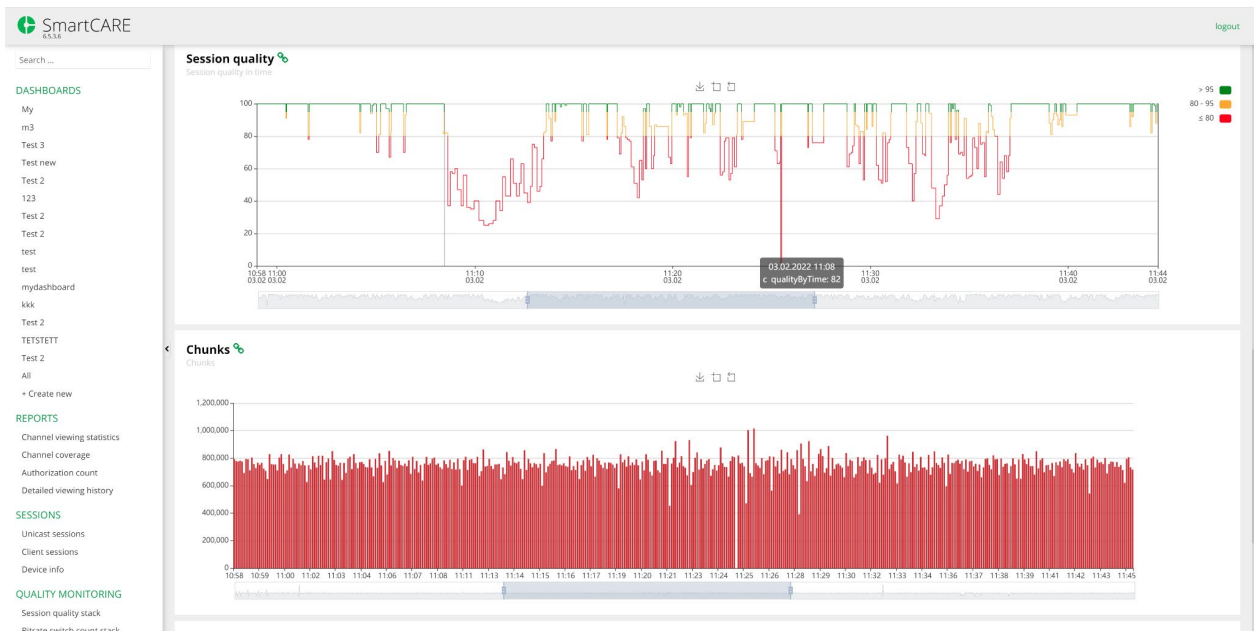 SmartCARE
6.5.3.6
logout
Search ...
DASHBOARDS
My
m3
Test 3
Test new
Test 2
123
Test 2
Test 2
test
test
mydashboard
kkk
Test 2
TETSTETT
Test 2
All
+ Create new
REPORTS
Channel viewing statistics
Channel coverage
Authorization count
Detailed viewing history
SESSIONS
Unicast sessions
Client sessions
Device info
QUALITY MONITORING
Session quality stack
Bitrate switch count stack
Session quality
Session quality in time
> 95
80 - 95
≤ 80
100
80
60
40
20
0
10:58 11:00 11:10 11:20 11:30 11:40 11:44
03.02 03.02 03.02 03.02 03.02 03.02 03.02
03.02.2022 11:08
c qualityByTime: 82
Chunks
Chunks
1,200,000
1,000,000
800,000
600,000
400,000
200,000
0
10:58 10:59 11:00 11:02 11:03 11:04 11:06 11:07 11:08 11:11 11:13 11:14 11:15 11:16 11:17 11:19 11:20 11:21 11:23 11:24 11:25 11:26 11:28 11:29 11:30 11:32 11:33 11:34 11:36 11:37 11:38 11:39 11:41 11:42 11:43 11:45